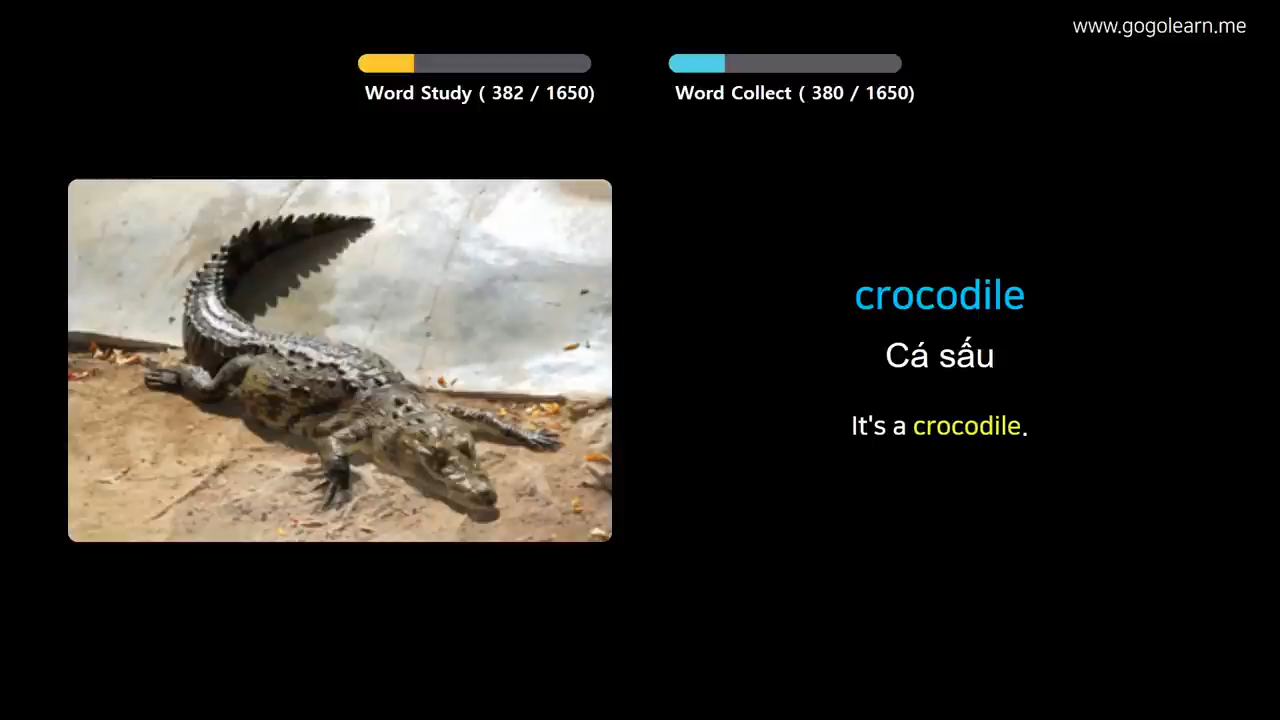 www.gogolearn.me
Word Study ( 382 / 1650)
Word Collect ( 380 / 1650)
crocodile
Cá sấu
It's a crocodile.